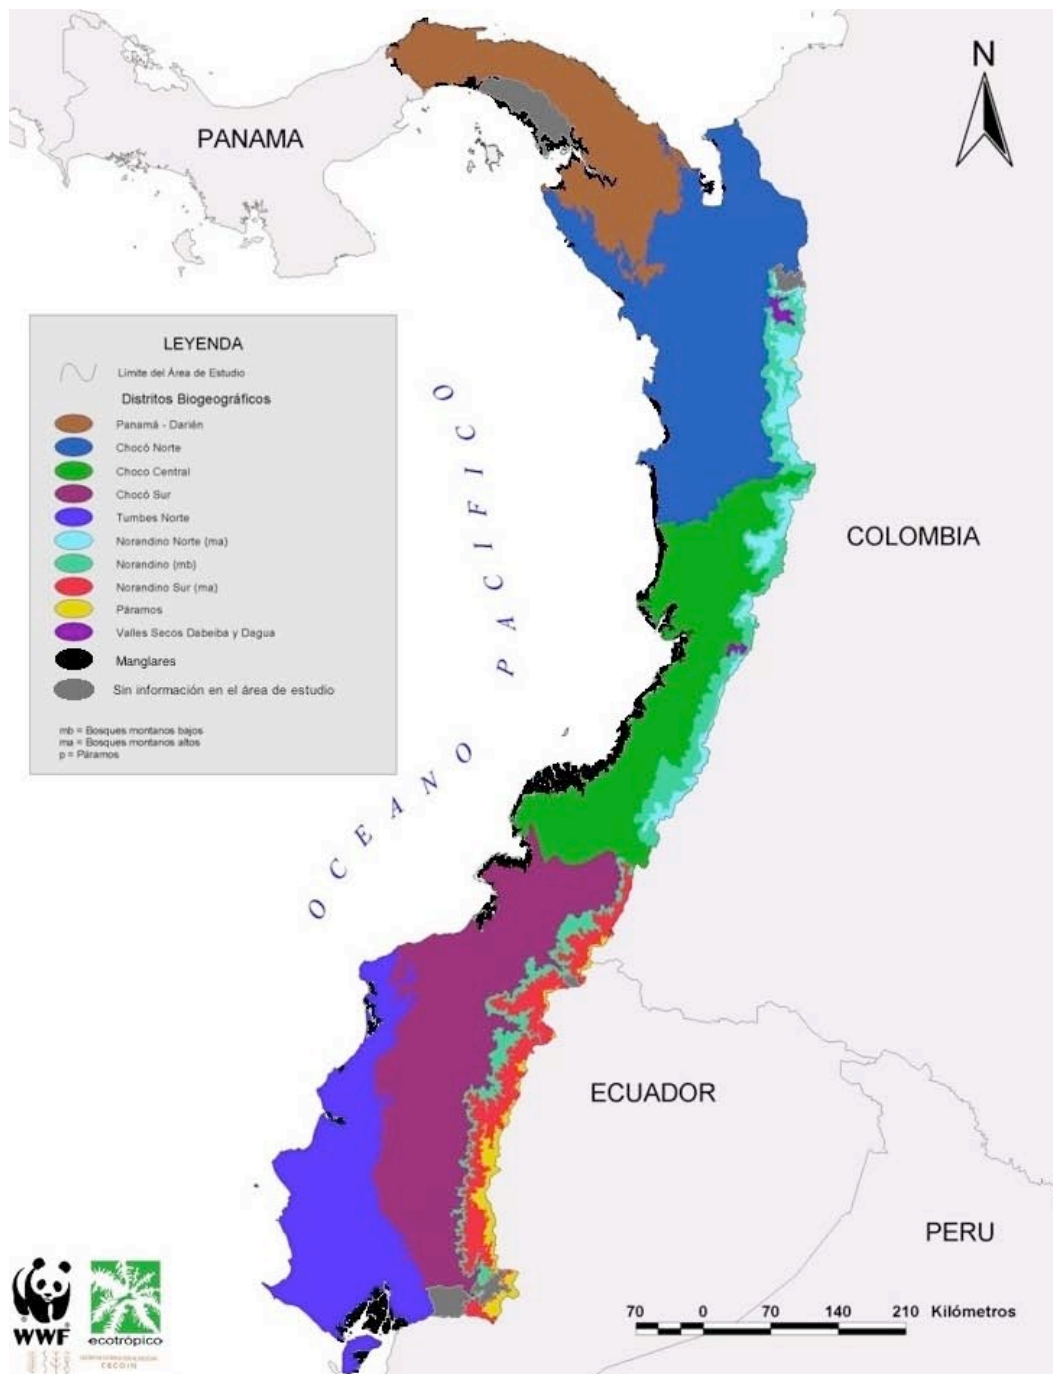 N
PANAMA
LEYENDA
Limite del Área de Estudio
Distritos Biogeográficos
Panamá - Darién
Chocó Norte
Choco Central
Chocó Sur
Tumbes Norte
Norandino Norte (ma)
Norandino (mb)
Norandino Sur (ma)
Páramos
Valles Secos Dabeiba y Dagua
Manglares
Sin información en el área de estudio
mb = Bosques montanos bajos
ma = Bosques montanos altos
p = Páramos
OCEANO PACIFICO
COLOMBIA
ECUADOR
PERU
70 0 70 140 210 Kilómetros
WWF
ecotrópico
CECOIN